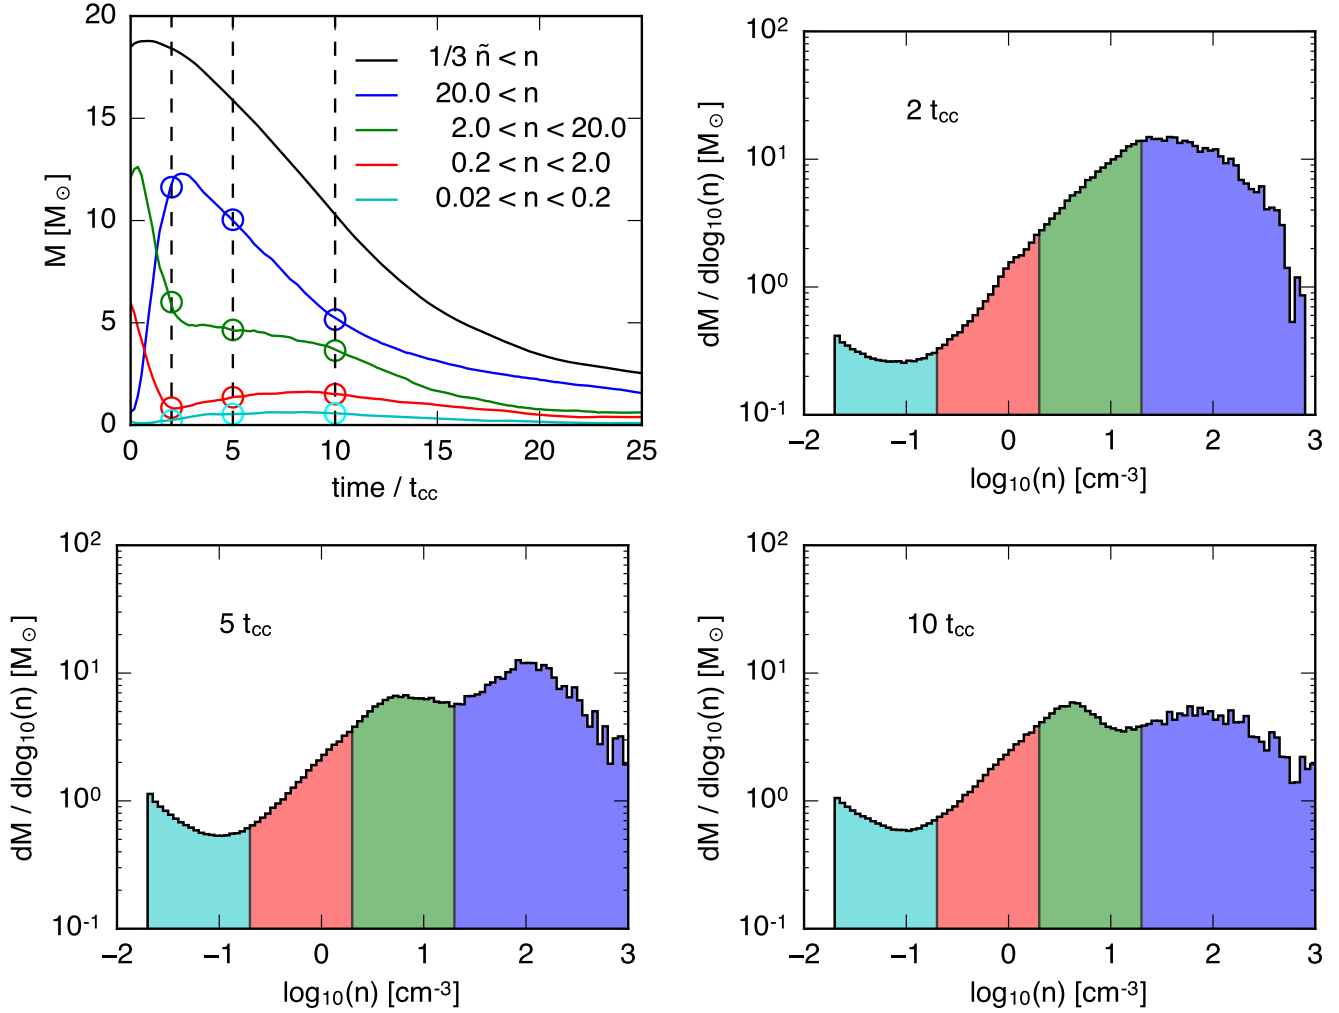 20
15
10
5
0
M [M☉]
0 5 10 15 20 25
time / tcc
1/3 ñ < n
20.0 < n
2.0 < n < 20.0
0.2 < n < 2.0
0.02 < n < 0.2
10²
10¹
10⁰
10⁻¹
dM / dlog₁₀(n) [M☉]
2 tcc
−2 −1 0 1 2 3
log₁₀(n) [cm⁻³]
10²
10¹
10⁰
10⁻¹
dM / dlog₁₀(n) [M☉]
5 tcc
−2 −1 0 1 2 3
log₁₀(n) [cm⁻³]
10²
10¹
10⁰
10⁻¹
dM / dlog₁₀(n) [M☉]
10 tcc
−2 −1 0 1 2 3
log₁₀(n) [cm⁻³]